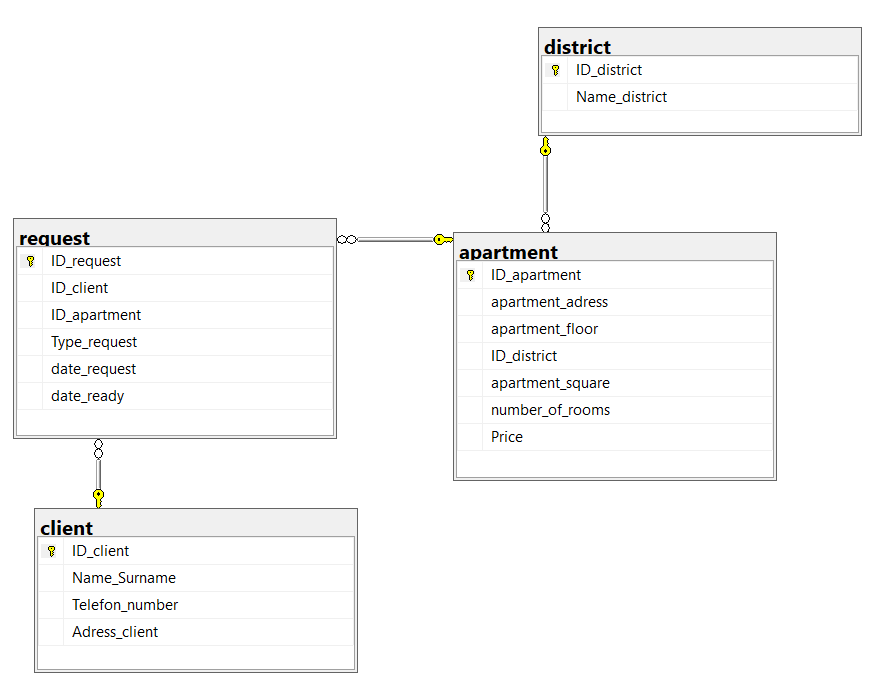 district
ID_district
Name_district
request
ID_request
ID_client
ID_apartment
Type_request
date_request
date_ready
apartment
ID_apartment
apartment_adress
apartment_floor
ID_district
apartment_square
number_of_rooms
Price
client
ID_client
Name_Surname
Telefon_number
Adress_client